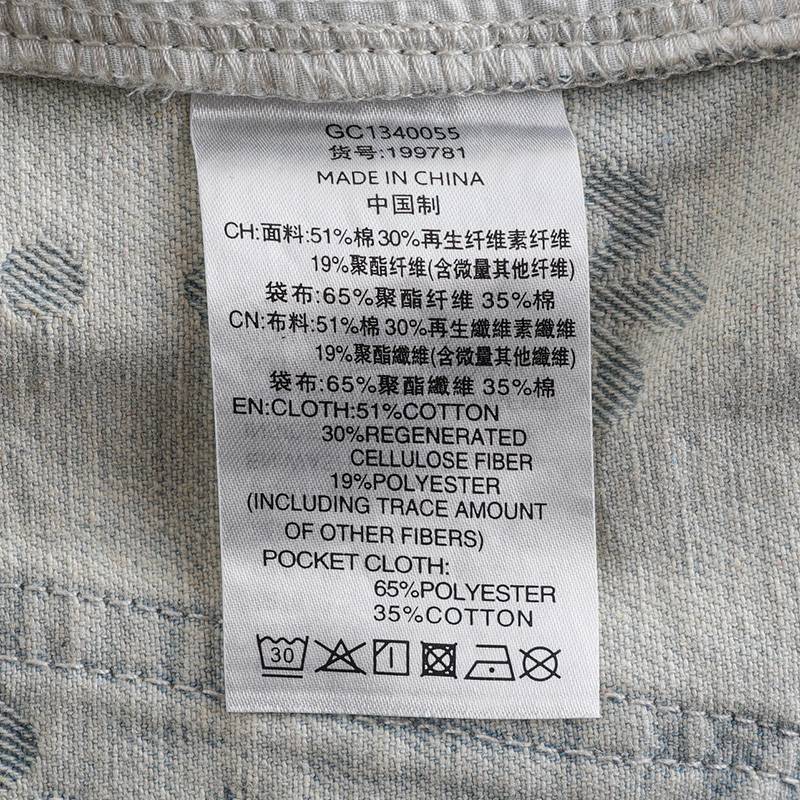 GC1340055
货号:199781
MADE IN CHINA
中国制
CH:面料:51%棉30%再生纤维素纤维
19%聚酯纤维(含微量其他纤维)
袋布:65%聚酯纤维 35%棉
CN:布料:51%棉30%再生纖維素纖維
19%聚酯纖維(含微量其他纖維)
袋布:65%聚酯纖維 35%棉
EN:CLOTH:51%COTTON
30%REGENERATED
CELLULOSE FIBER
19%POLYESTER
(INCLUDING TRACE AMOUNT
OF OTHER FIBERS)
POCKET CLOTH:
65%POLYESTER
35%COTTON
30